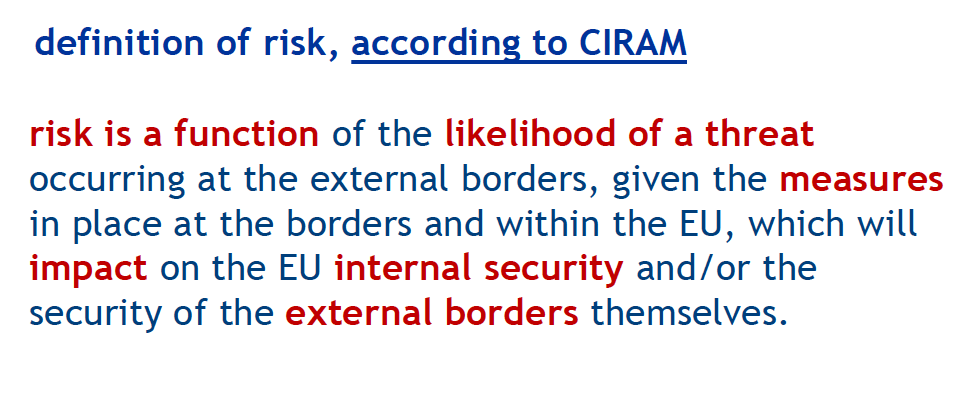 definition of risk, according to CIRAM
risk is a function of the likelihood of a threat
occurring at the external borders, given the measures
in place at the borders and within the EU, which will
impact on the EU internal security and/or the
security of the external borders themselves.